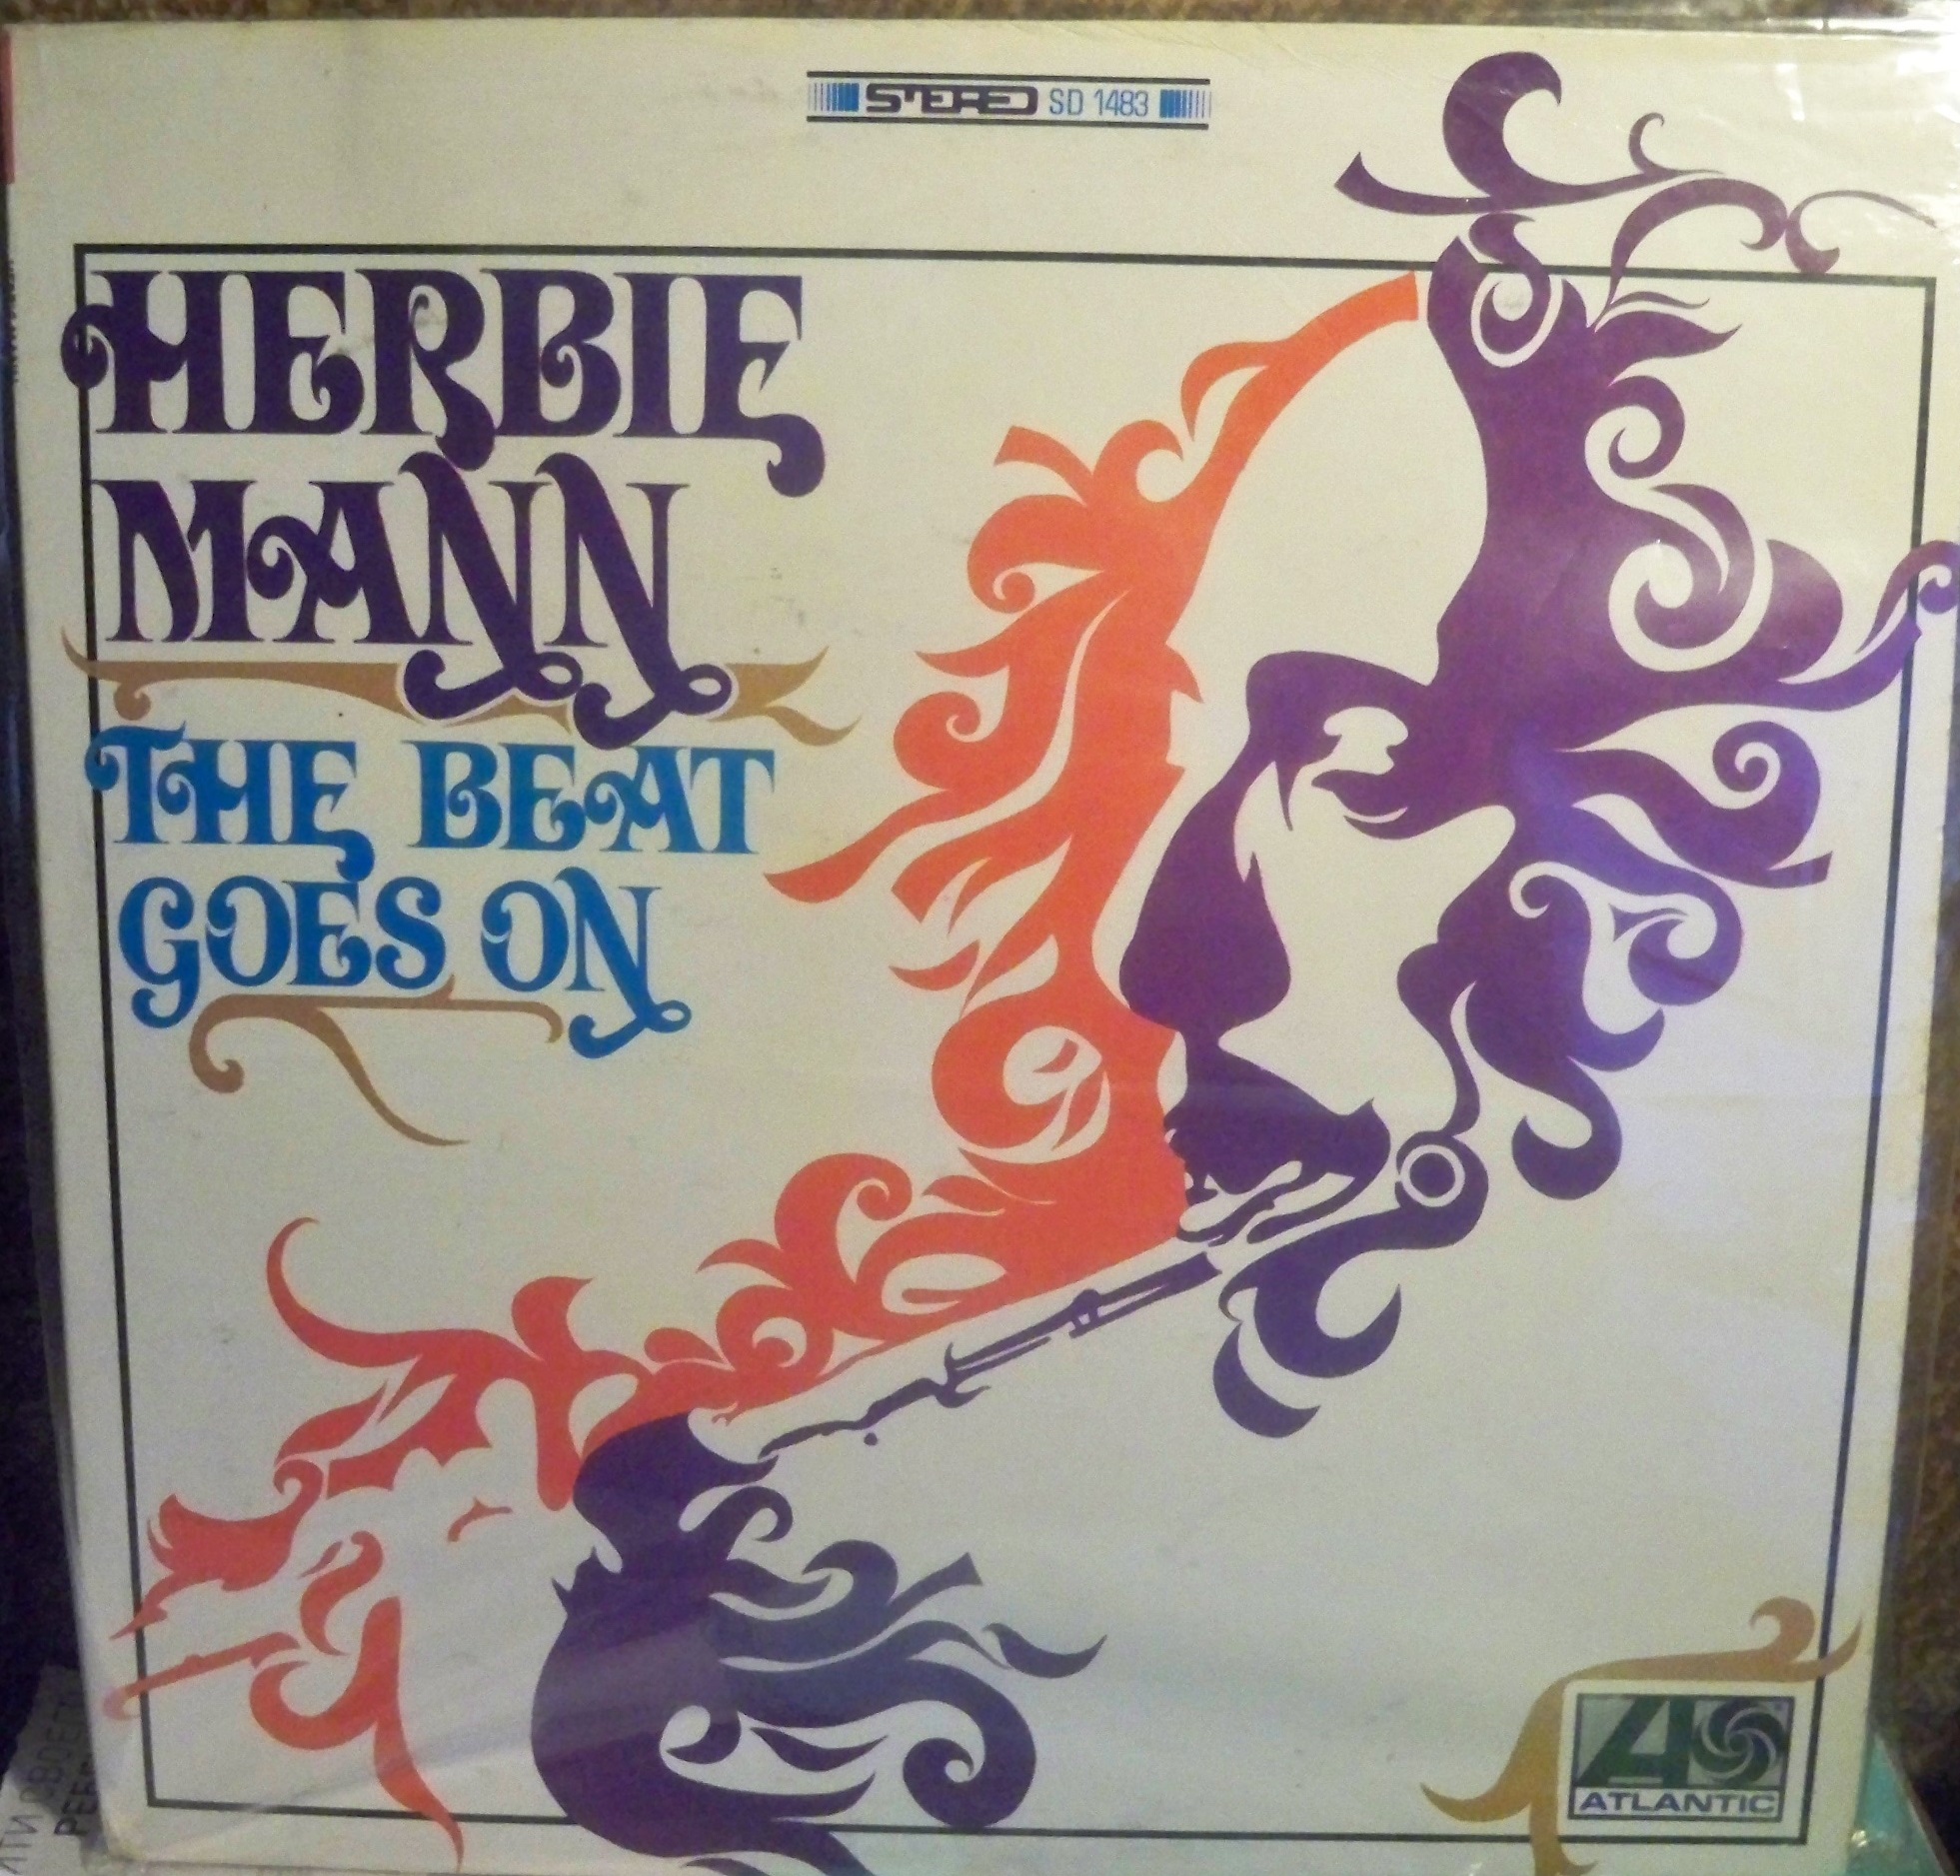 STEREO SD 1483
HERBIE
MANN
THE BEAT
GOES ON
ATLANTIC